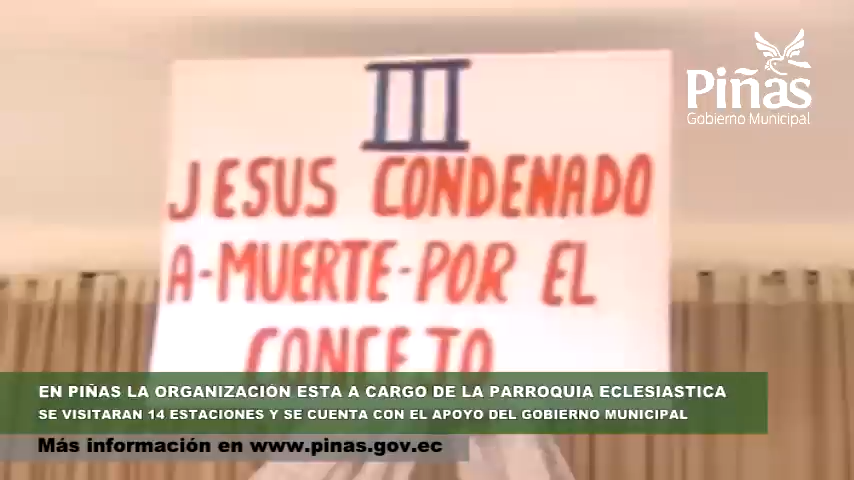 Piñas
Gobierno Municipal
III
JESUS CONDENADO
A-MUERTE-POR EL
CONCEJO
EN PIÑAS LA ORGANIZACIÓN ESTA A CARGO DE LA PARROQUIA ECLESIASTICA
SE VISITARAN 14 ESTACIONES Y SE CUENTA CON EL APOYO DEL GOBIERNO MUNICIPAL
Más información en www.pinas.gov.ec